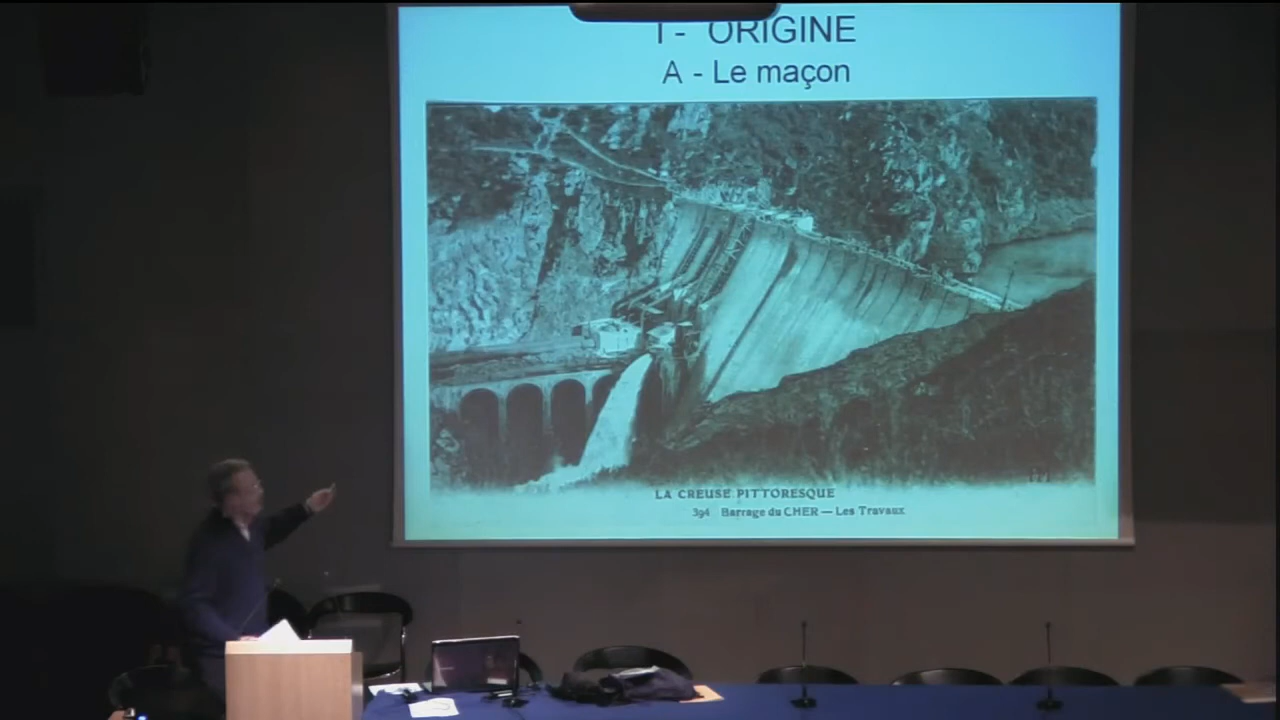 I - ORIGINE
A - Le maçon
LA CREUSE PITTORESQUE
394 Barrage du CHER — Les Travaux